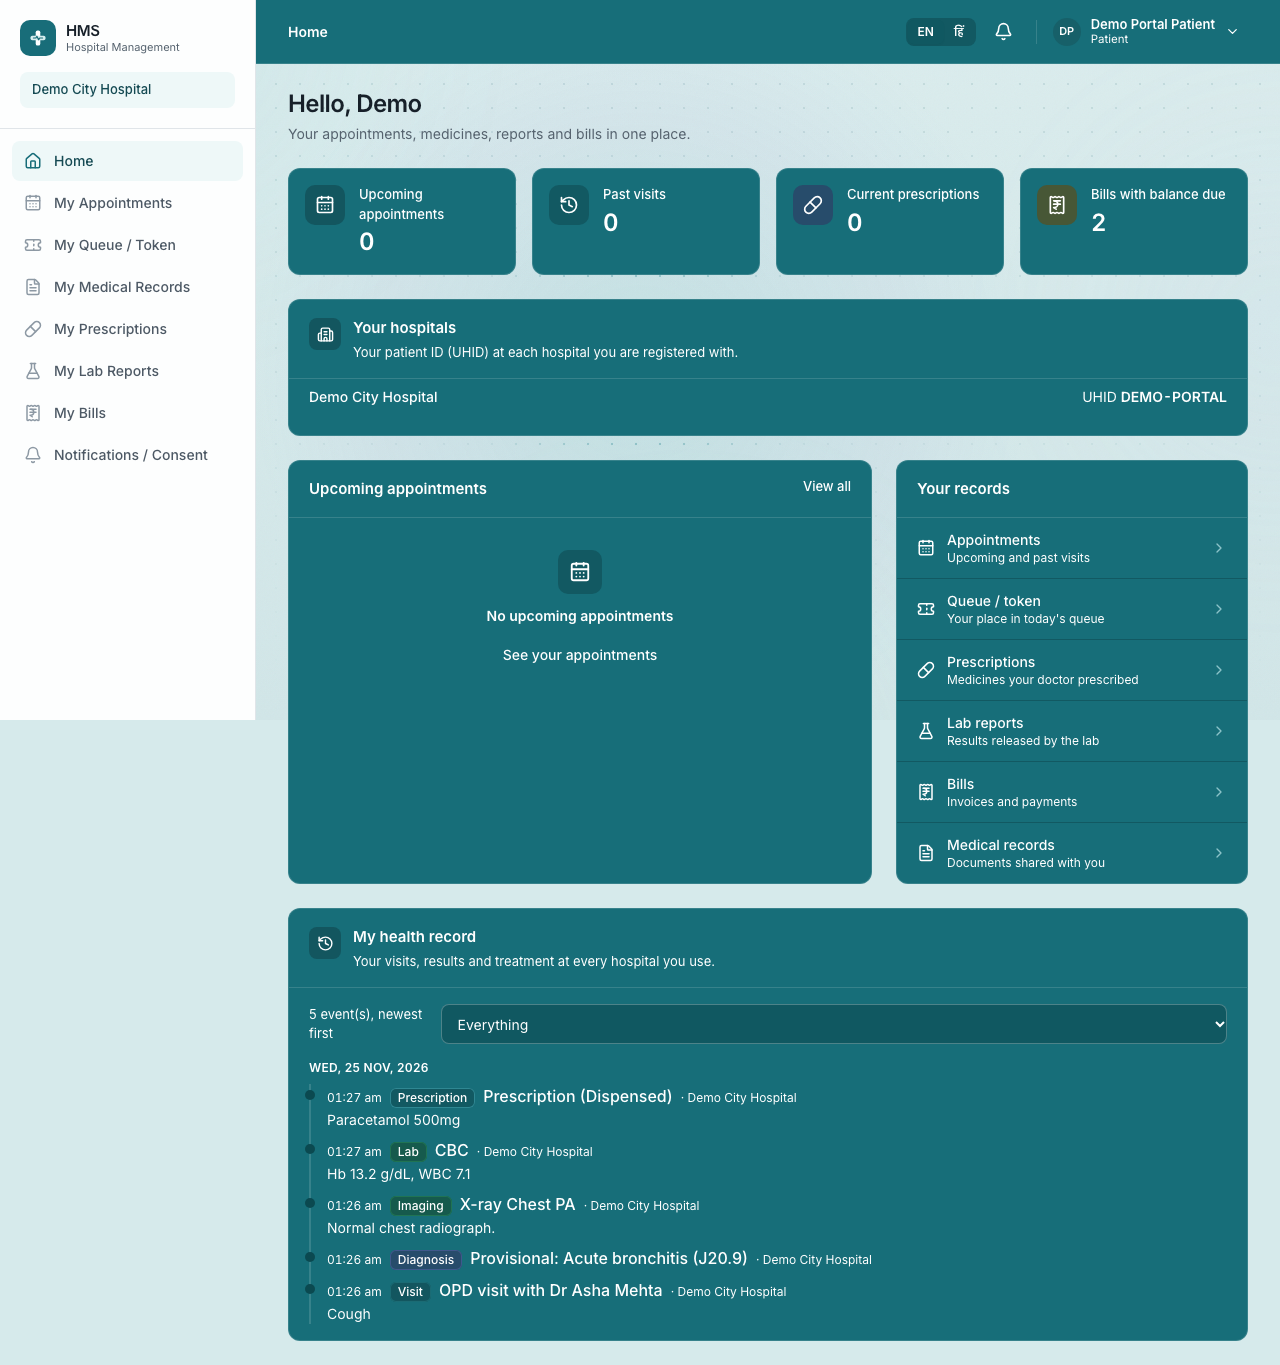 HMS
Hospital Management
Demo City Hospital
Home
My Appointments
My Queue / Token
My Medical Records
My Prescriptions
My Lab Reports
My Bills
Notifications / Consent
Home
EN
हिं
DP
Demo Portal Patient
Patient
Hello, Demo
Your appointments, medicines, reports and bills in one place.
Upcoming
appointments
0
Past visits
0
Current prescriptions
0
Bills with balance due
2
Your hospitals
Your patient ID (UHID) at each hospital you are registered with.
Demo City Hospital
UHID DEMO-PORTAL
Upcoming appointments
View all
No upcoming appointments
See your appointments
Your records
Appointments
Upcoming and past visits
Queue / token
Your place in today's queue
Prescriptions
Medicines your doctor prescribed
Lab reports
Results released by the lab
Bills
Invoices and payments
Medical records
Documents shared with you
My health record
Your visits, results and treatment at every hospital you use.
5 event(s), newest
first
Everything
WED, 25 NOV, 2026
01:27 am Prescription Prescription (Dispensed) · Demo City Hospital
Paracetamol 500mg
01:27 am Lab CBC · Demo City Hospital
Hb 13.2 g/dL, WBC 7.1
01:26 am Imaging X-ray Chest PA · Demo City Hospital
Normal chest radiograph.
01:26 am Diagnosis Provisional: Acute bronchitis (J20.9) · Demo City Hospital
01:26 am Visit OPD visit with Dr Asha Mehta · Demo City Hospital
Cough